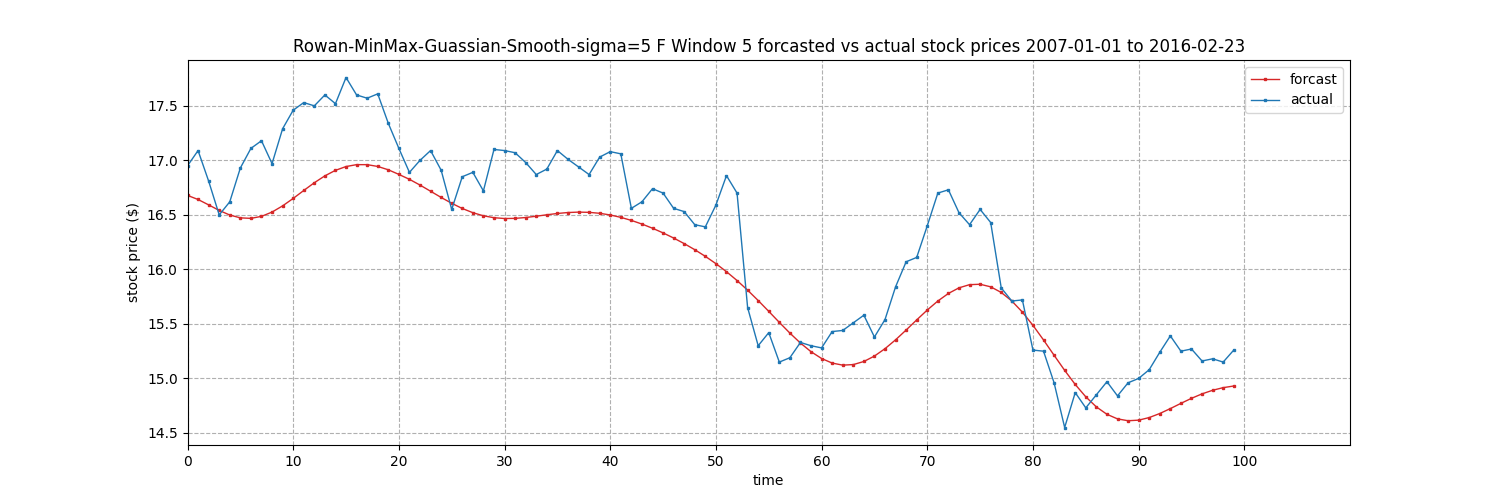 Rowan-MinMax-Guassian-Smooth-sigma=5 F Window 5 forcasted vs actual stock prices 2007-01-01 to 2016-02-23
forcast
actual
stock price ($)
17.5
17.0
16.5
16.0
15.5
15.0
14.5
0 10 20 30 40 50 60 70 80 90 100
time